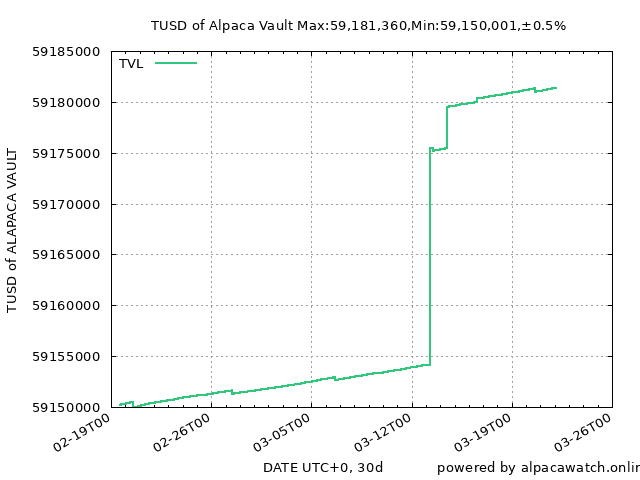 TUSD of Alpaca Vault Max:59,181,360,Min:59,150,001,±0.5%
59185000
TVL
59180000
59175000
59170000
59165000
59160000
59155000
59150000
TUSD of ALAPACA VAULT
02-19T00
02-26T00
03-05T00
03-12T00
03-19T00
03-26T00
DATE UTC+0, 30d
powered by alpacawatch.onlin